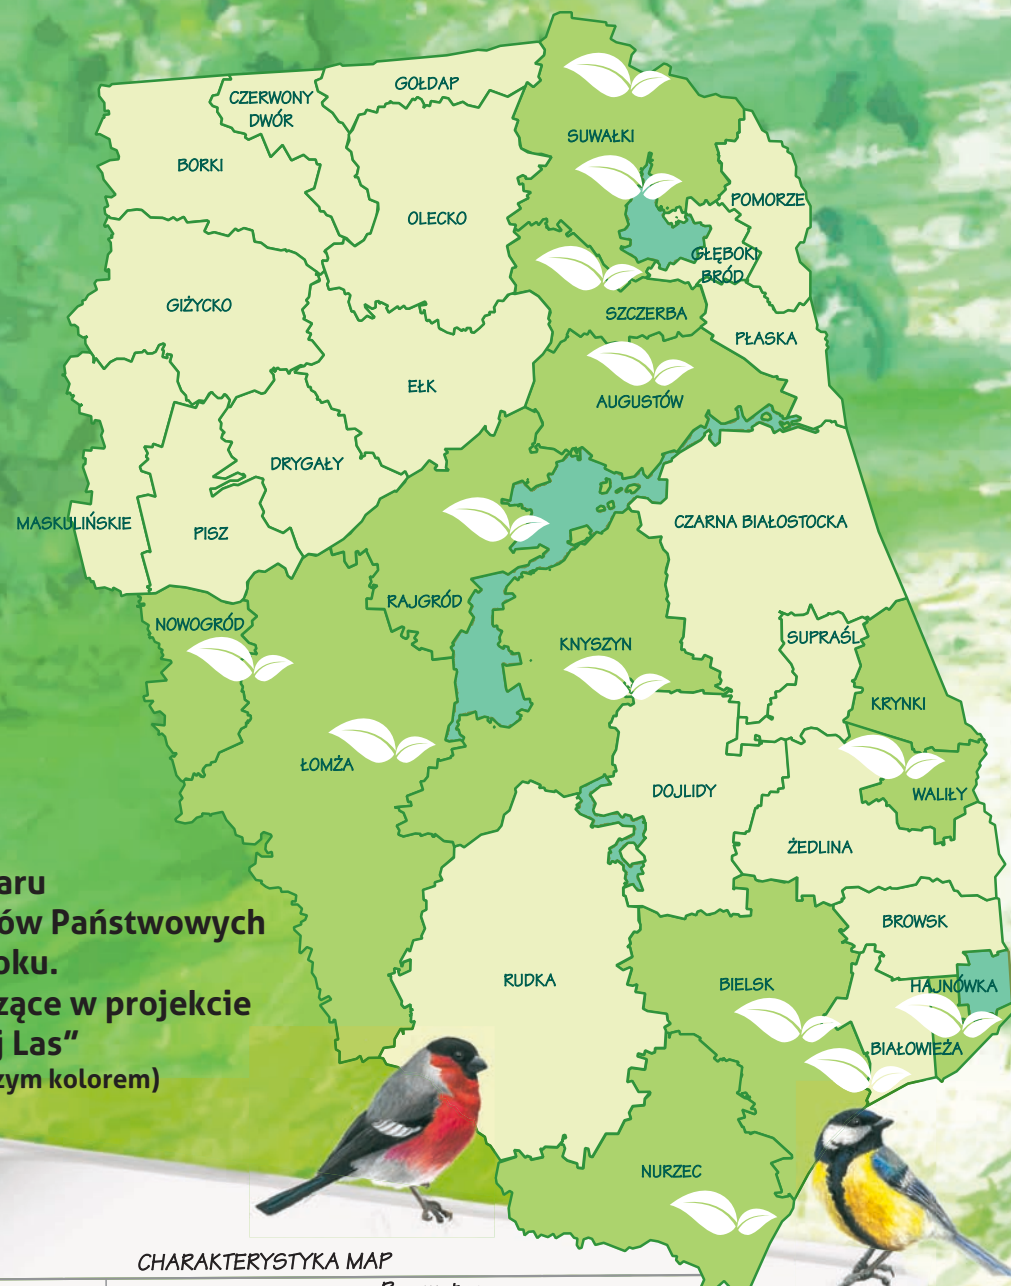 GOŁDAP
CZERWONY
DWÓR
SUWAŁKI
BORKI
POMORZE
OLECKO
GŁĘBOKI
BRÓD
GIŻYCKO
SZCZERBA
PŁASKA
EŁK
AUGUSTÓW
DRYGAŁY
MASKULIŃSKIE
PISZ
CZARNA BIAŁOSTOCKA
RAJGRÓD
NOWOGRÓD
SUPRAŚL
KNYSZYN
KRYNKI
ŁOMŻA
DOJLIDY
WALIŁY
ŻEDLINA
aru
ów Państwowych
oku.
zące w projekcie
j Las”
zym kolorem)
BROWSK
RUDKA
BIELSK
HAJNÓWKA
BIAŁOWIEŻA
NURZEC
CHARAKTERYSTYKA MAP